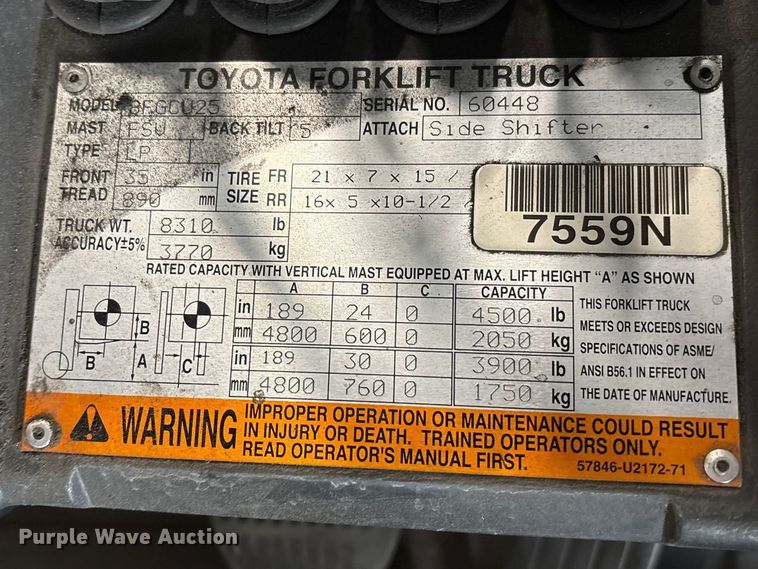 TOYOTA FORKLIFT TRUCK
MODEL 8FGCU25 SERIAL NO. 60448
MAST FSV BACK TILT 5 ATTACH Side Shifter
TYPE LP
FRONT TREAD 35 in 890 mm
TIRE SIZE FR 21 x 7 x 15 /
RR 16x 5 x10-1/2
7559N
TRUCK WT. 8310 lb
ACCURACY±5% 3770 kg
RATED CAPACITY WITH VERTICAL MAST EQUIPPED AT MAX. LIFT HEIGHT "A" AS SHOWN
A B C CAPACITY
in 189 24 0 4500 lb
mm 4800 600 0 2050 kg
in 189 30 0 3900 lb
mm 4800 760 0 1750 kg
B
B A C
THIS FORKLIFT TRUCK
MEETS OR EXCEEDS DESIGN
SPECIFICATIONS OF ASME/
ANSI B56.1 IN EFFECT ON
THE DATE OF MANUFACTURE.
WARNING
IMPROPER OPERATION OR MAINTENANCE COULD RESULT
IN INJURY OR DEATH. TRAINED OPERATORS ONLY.
READ OPERATOR'S MANUAL FIRST.
57846-U2172-71
Purple Wave Auction